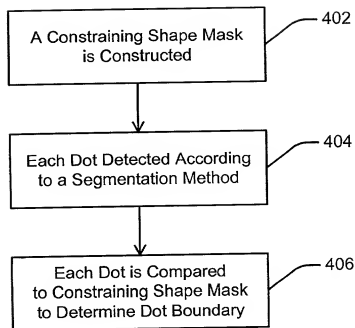 A Constraining Shape Mask
is Constructed
402
Each Dot Detected According
to a Segmentation Method
404
Each Dot is Compared
to Constraining Shape Mask
to Determine Dot Boundary
406